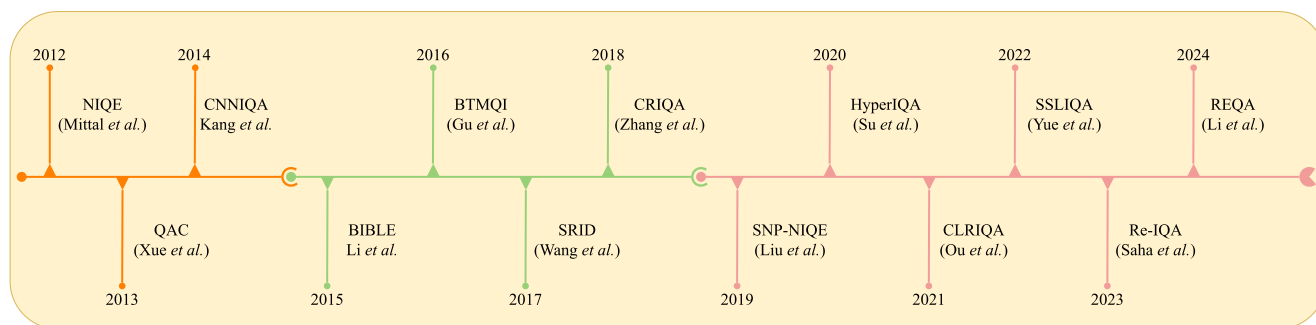 2012
2014
2016
2018
2020
2022
2024
NIQE
(Mittal et al.)
CNNIQA
Kang et al.
BTMQI
(Gu et al.)
CRIQA
(Zhang et al.)
HyperIQA
(Su et al.)
SSLIQA
(Yue et al.)
REQA
(Li et al.)
QAC
(Xue et al.)
BIBLE
Li et al.
SRID
(Wang et al.)
SNP-NIQE
(Liu et al.)
CLRIQA
(Ou et al.)
Re-IQA
(Saha et al.)
2013
2015
2017
2019
2021
2023